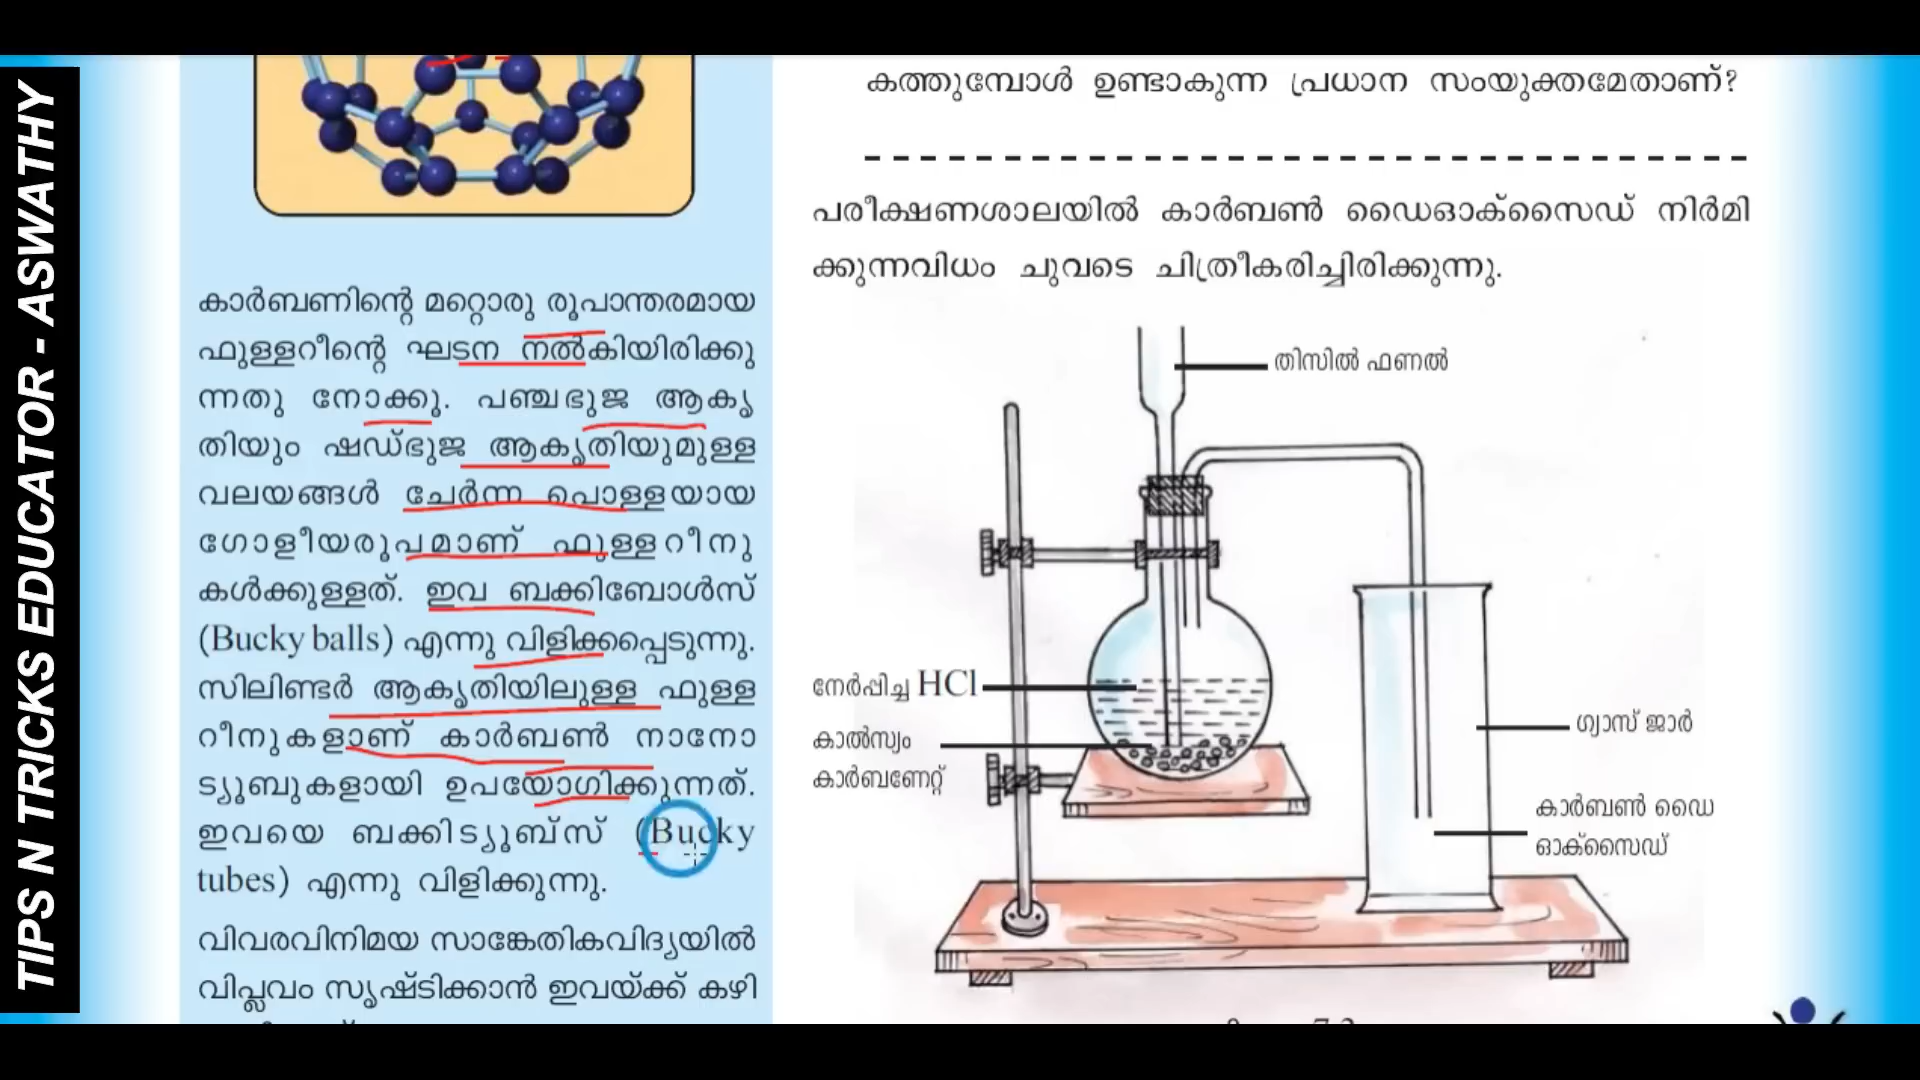 TIPS N TRICKS EDUCATOR - ASWATHY
കാർബണിന്റെ മറ്റൊരു രൂപാന്തരമായ
ഫുള്ളറീന്റെ ഘടന നൽകിയിരിക്കു
ന്നതു നോക്കൂ. പഞ്ചഭുജ ആകൃ
തിയും ഷഡ്ഭുജ ആകൃതിയുമുള്ള
വലയങ്ങൾ ചേർന്ന പൊള്ളയായ
ഗോളീയരൂപമാണ് ഫുള്ളറീനു
കൾക്കുള്ളത്. ഇവ ബക്കിബോൾസ്
(Bucky balls) എന്നു വിളിക്കപ്പെടുന്നു.
സിലിണ്ടർ ആകൃതിയിലുള്ള ഫുള്ള
റീനുകളാണ് കാർബൺ നാനോ
ട്യൂബുകളായി ഉപയോഗിക്കുന്നത്.
ഇവയെ ബക്കിട്യൂബ്സ് (Bucky
tubes) എന്നു വിളിക്കുന്നു.
വിവരവിനിമയ സാങ്കേതികവിദ്യയിൽ
വിപ്ലവം സൃഷ്ടിക്കാൻ ഇവയ്ക്ക് കഴി
കത്തുമ്പോൾ ഉണ്ടാകുന്ന പ്രധാന സംയുക്തമേതാണ്?
പരീക്ഷണശാലയിൽ കാർബൺ ഡൈഓക്സൈഡ് നിർമി
ക്കുന്നവിധം ചുവടെ ചിത്രീകരിച്ചിരിക്കുന്നു.
തിസിൽ ഫണൽ
നേർപ്പിച്ച HCl
കാൽസ്യം
കാർബണേറ്റ്
ഗ്യാസ് ജാർ
കാർബൺ ഡൈ
ഓക്സൈഡ്